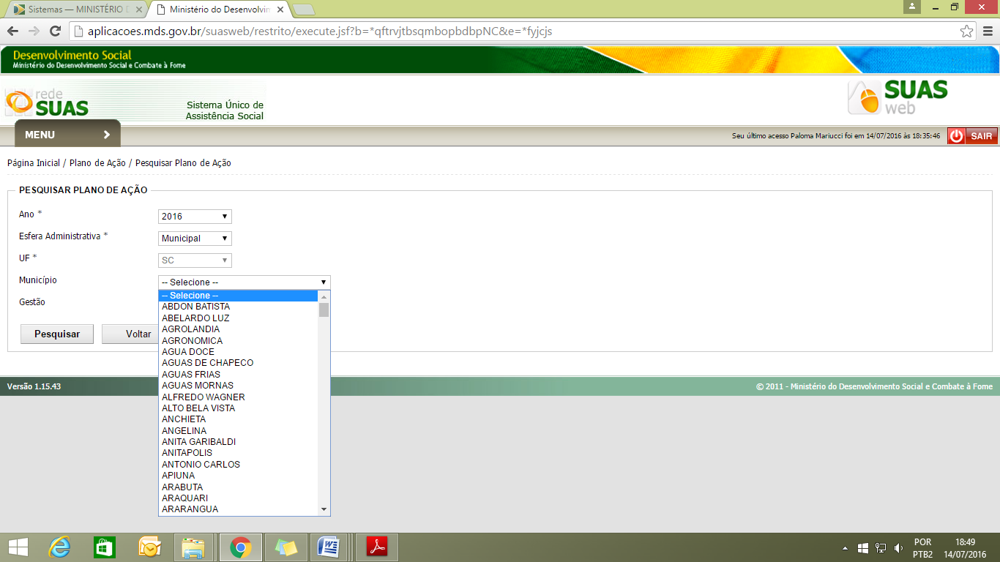 Sistemas — MINISTÉRIO D
Ministério do Desenvolvim
aplicacoes.mds.gov.br/suasweb/restrito/execute.jsf?b=*qftrvjtbsqmbopbdbpNC&e=*fyjcjs
Desenvolvimento Social
Ministério do Desenvolvimento Social e Combate à Fome
rede
SUAS
Sistema Único de
Assistência Social
SUAS
web
MENU
Seu último acesso Paloma Mariucci foi em 14/07/2016 às 18:35:46
SAIR
Página Inicial / Plano de Ação / Pesquisar Plano de Ação
PESQUISAR PLANO DE AÇÃO
Ano *
2016
Esfera Administrativa *
Municipal
UF *
SC
Município
-- Selecione --
Gestão
-- Selecione --
ABDON BATISTA
ABELARDO LUZ
AGROLANDIA
AGRONOMICA
AGUA DOCE
AGUAS DE CHAPECO
AGUAS FRIAS
AGUAS MORNAS
ALFREDO WAGNER
ALTO BELA VISTA
ANCHIETA
ANGELINA
ANITA GARIBALDI
ANITAPOLIS
ANTONIO CARLOS
APIUNA
ARABUTA
ARAQUARI
ARARANGUA
Pesquisar
Voltar
Versão 1.15.43
© 2011 - Ministério do Desenvolvimento Social e Combate à Fome
POR
PTB2
18:49
14/07/2016